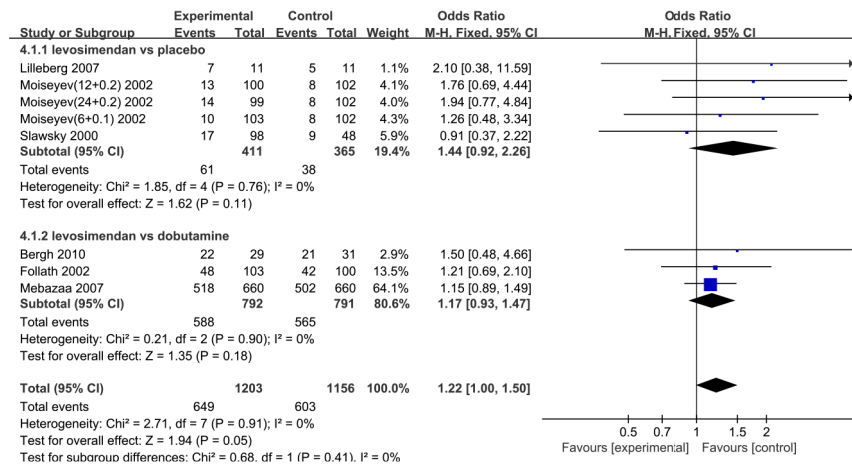 Experimental Control Odds Ratio Odds Ratio
Study or Subgroup Events Total Events Total Weight M-H, Fixed, 95% CI M-H, Fixed, 95% CI
4.1.1 levosimendan vs placebo
Lilleberg 2007 7 11 5 11 1.1% 2.10 [0.38, 11.59]
Moiseyev(12+0.2) 2002 13 100 8 102 4.1% 1.76 [0.69, 4.44]
Moiseyev(24+0.2) 2002 14 99 8 102 4.0% 1.94 [0.77, 4.84]
Moiseyev(6+0.1) 2002 10 103 8 102 4.3% 1.26 [0.48, 3.34]
Slawsky 2000 17 98 9 48 5.9% 0.91 [0.37, 2.22]
Subtotal (95% CI) 411 365 19.4% 1.44 [0.92, 2.26]
Total events 61 38
Heterogeneity: Chi² = 1.85, df = 4 (P = 0.76); I² = 0%
Test for overall effect: Z = 1.62 (P = 0.11)
4.1.2 levosimendan vs dobutamine
Bergh 2010 22 29 21 31 2.9% 1.50 [0.48, 4.66]
Follath 2002 48 103 42 100 13.5% 1.21 [0.69, 2.10]
Mebazaa 2007 518 660 502 660 64.1% 1.15 [0.89, 1.49]
Subtotal (95% CI) 792 791 80.6% 1.17 [0.93, 1.47]
Total events 588 565
Heterogeneity: Chi² = 0.21, df = 2 (P = 0.90); I² = 0%
Test for overall effect: Z = 1.35 (P = 0.18)
Total (95% CI) 1203 1156 100.0% 1.22 [1.00, 1.50]
Total events 649 603
Heterogeneity: Chi² = 2.71, df = 7 (P = 0.91); I² = 0%
0.5 0.7 1 1.5 2
Test for overall effect: Z = 1.94 (P = 0.05)
Favours [experimental] Favours [control]
Test for subgroup differences: Chi² = 0.68, df = 1 (P = 0.41), I² = 0%